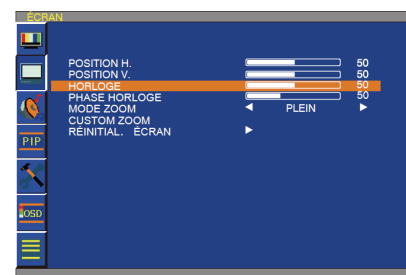 ÉCRAN
POSITION H. 50
POSITION V. 50
HORLOGE 50
PHASE HORLOGE 50
MODE ZOOM PLEIN
CUSTOM ZOOM
RÉINITIAL. ÉCRAN
PIP
OSD